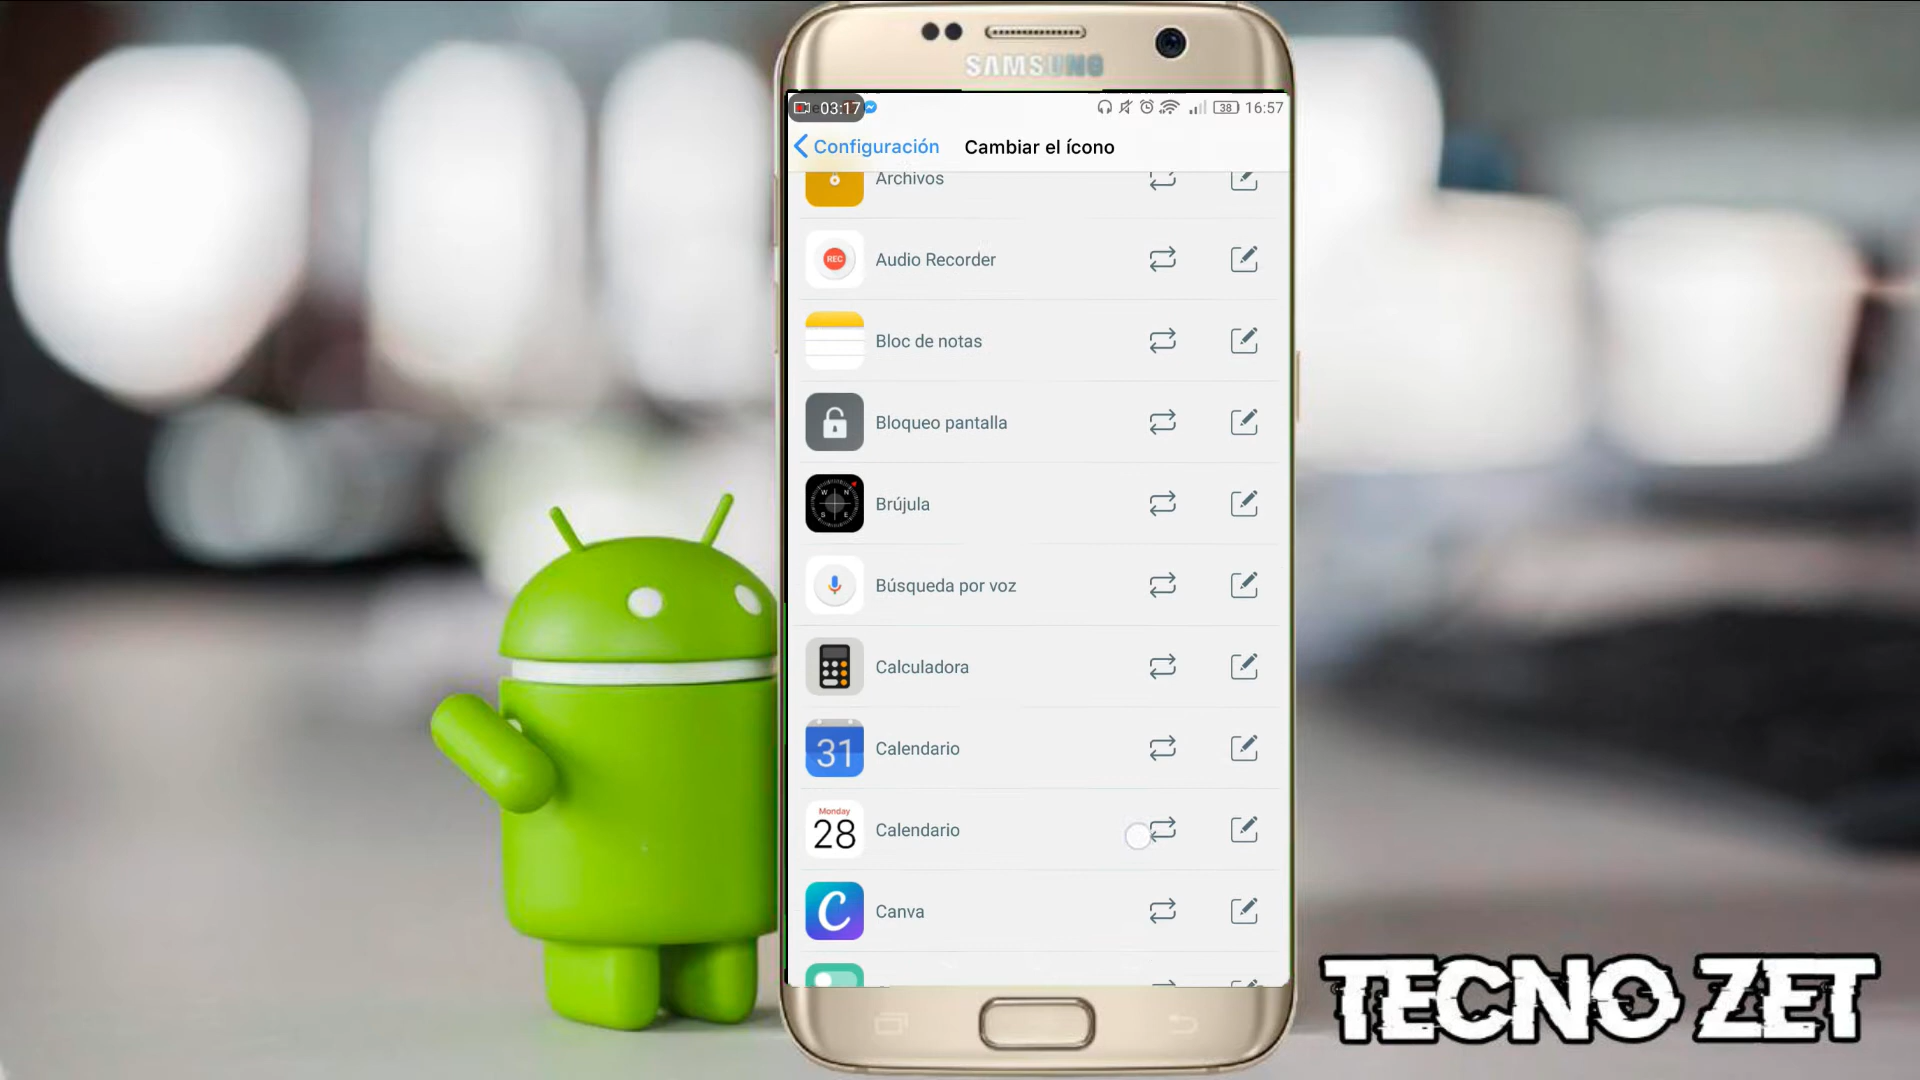 SAMSUNG
03:17
38 16:57
Configuración Cambiar el ícono
Archivos
REC Audio Recorder
Bloc de notas
Bloqueo pantalla
W N
S E
Brújula
Búsqueda por voz
Calculadora
31 Calendario
Monday
28 Calendario
C Canva
TECNO ZET